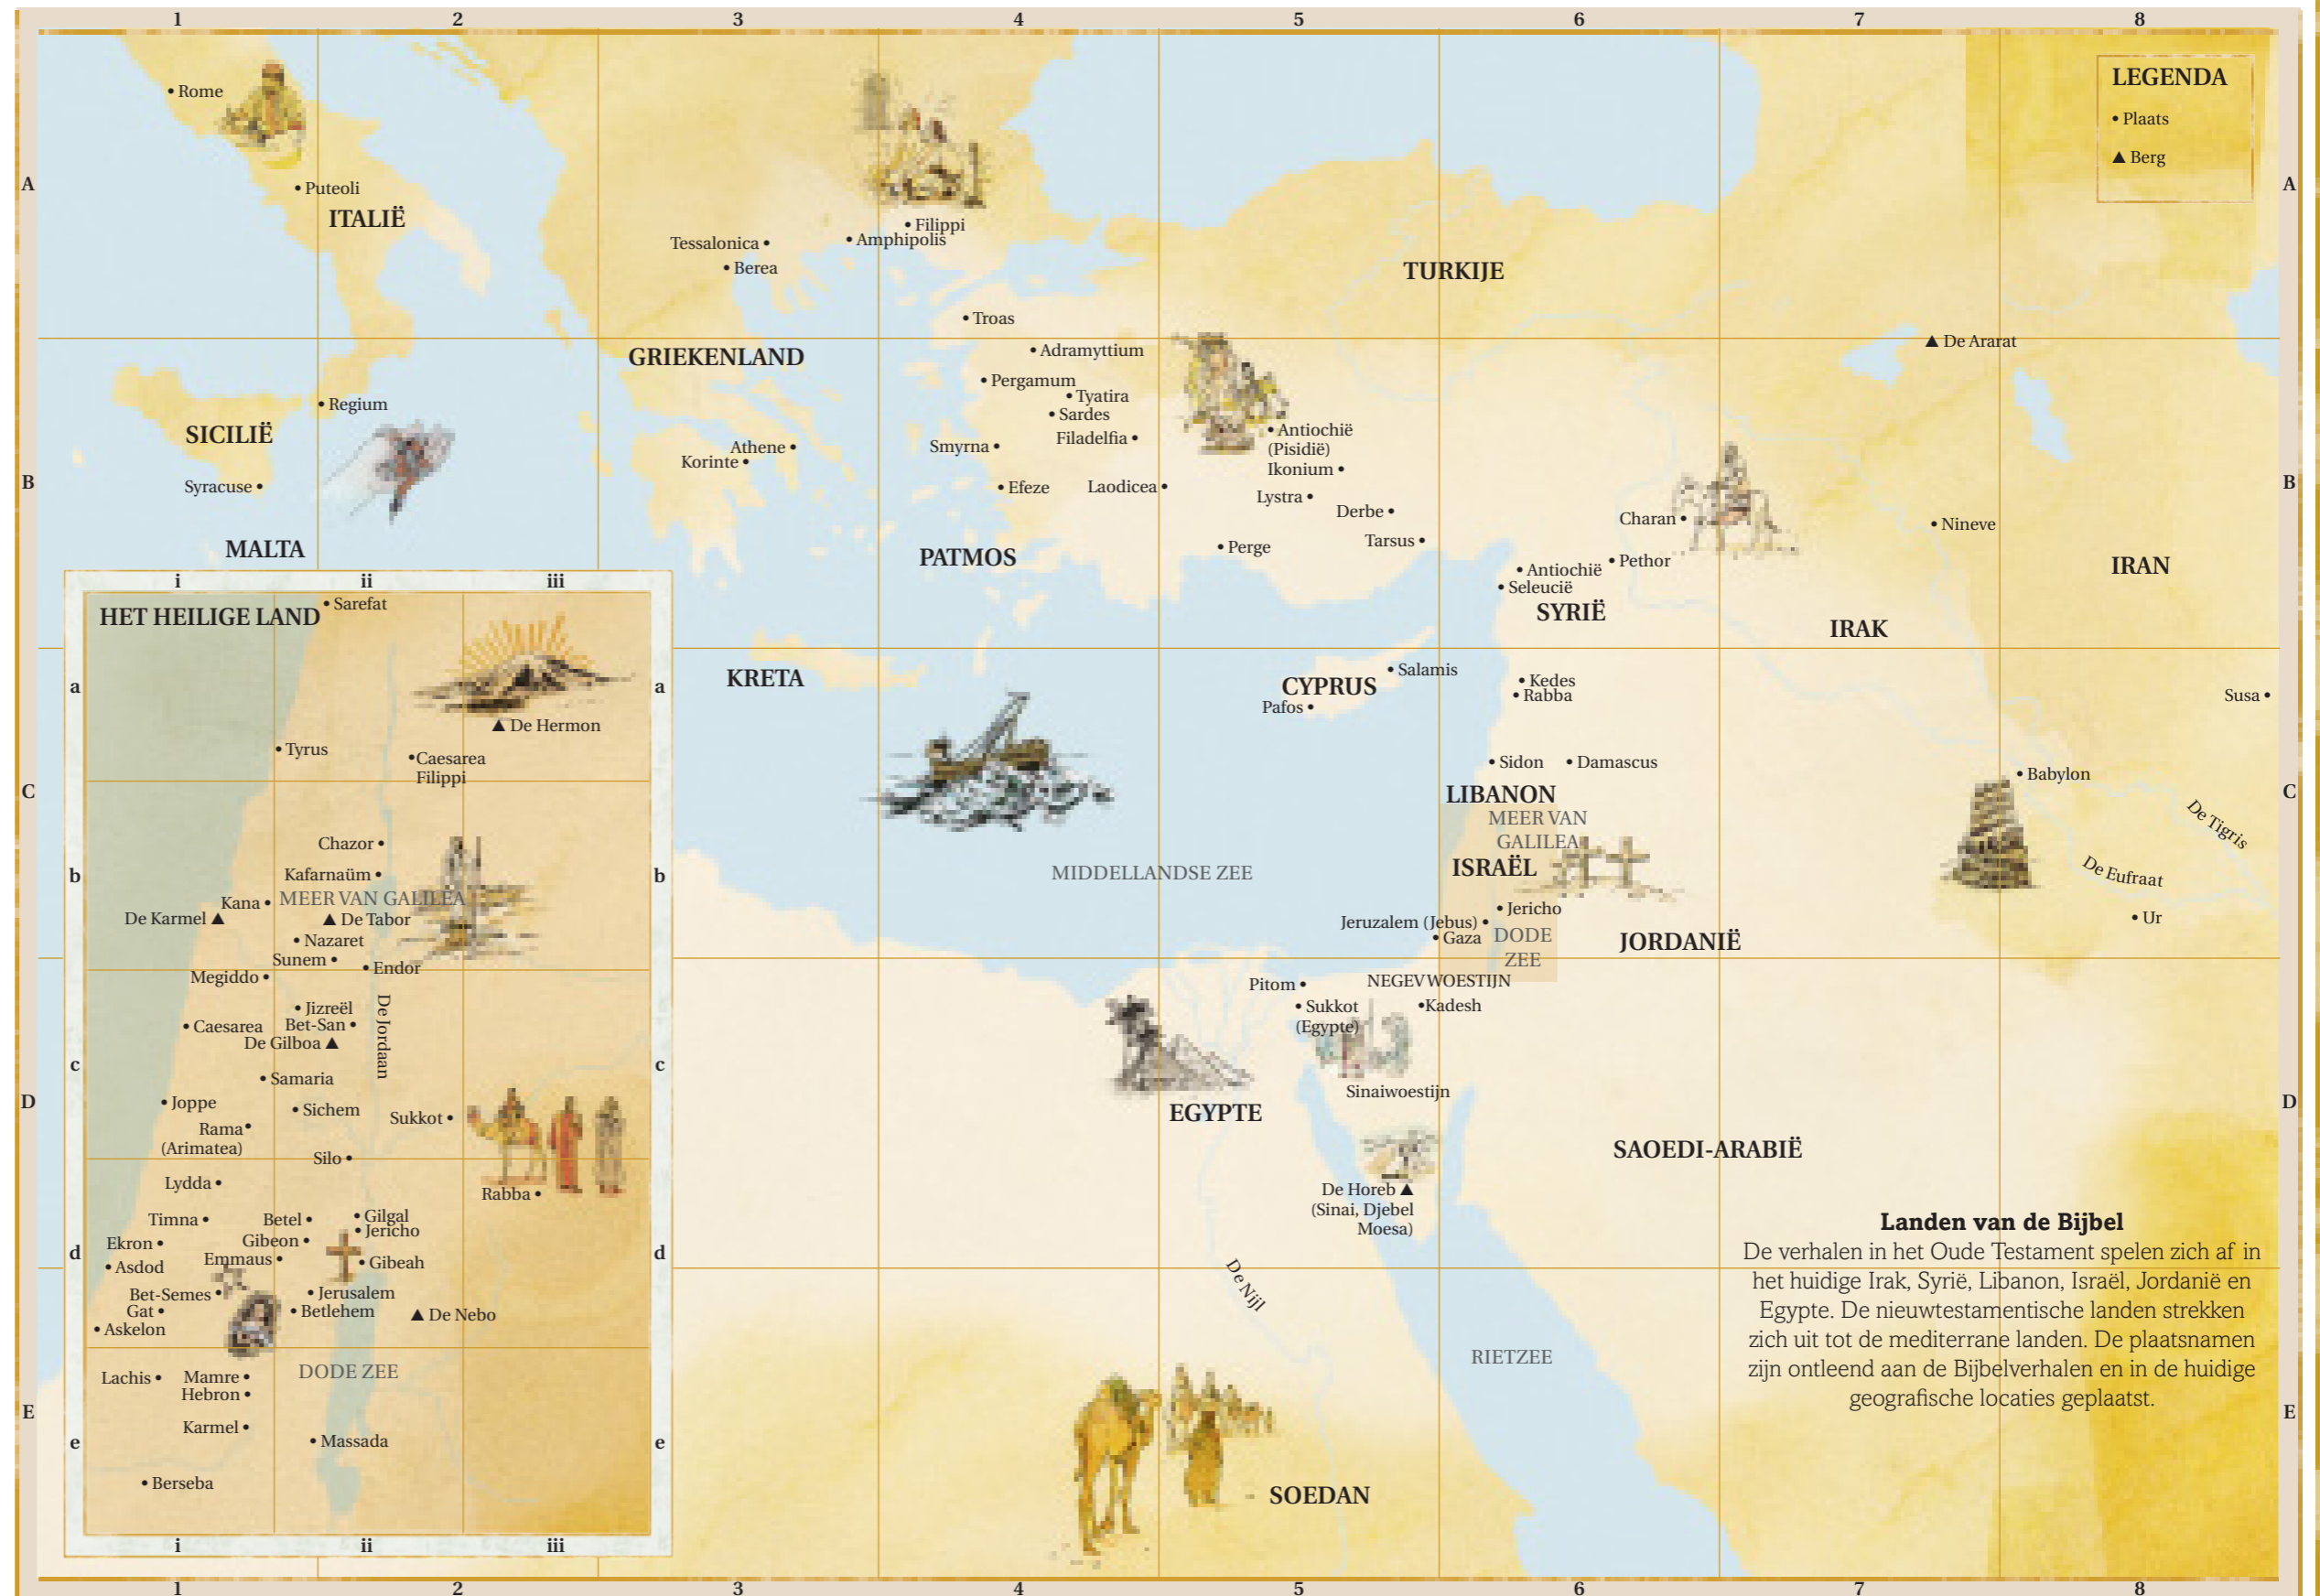 1 2 3 4 5 6 7 8
LEGENDA
• Plaats
▲ Berg
A A
• Rome
• Puteoli
ITALIË
• Filippi
• Amphipolis
Tessalonica •
• Berea
TURKIJE
• Troas
GRIEKENLAND
• Adramyttium
▲ De Ararat
• Pergamum
• Tyatira
• Sardes
Filadelfia •
• Regium
SICILIË
Athene •
Korinte •
Smyrna •
• Antiochië
(Pisidië)
Ikonium •
B B
Syracuse •
• Efeze
Laodicea •
Lystra •
Derbe •
Charan •
• Nineve
MALTA
PATMOS
• Perge
Tarsus •
• Antiochië
• Pethor
• Seleucië
IRAN
SYRIË
IRAK
KRETA
CYPRUS
• Salamis
Pafos •
• Kedes
• Rabba
Susa •
• Sidon
• Damascus
• Babylon
C C
LIBANON
MEER VAN
GALILEA
De Tigris
De Eufraat
MIDDELLANDSE ZEE
ISRAËL
• Jericho
Jeruzalem (Jebus) •
• Gaza
DODE
ZEE
JORDANIË
• Ur
Pitom •
NEGEVWOESTIJN
• Sukkot
(Egypte)
•Kadesh
Sinaiwoestijn
D D
EGYPTE
SAOEDI-ARABIË
De Horeb ▲
(Sinai, Djebel
Moesa)
De Nijl
RIETZEE
SOEDAN
E E
Landen van de Bijbel
De verhalen in het Oude Testament spelen zich af in
het huidige Irak, Syrië, Libanon, Israël, Jordanië en
Egypte. De nieuwtestamentische landen strekken
zich uit tot de mediterrane landen. De plaatsnamen
zijn ontleend aan de Bijbelverhalen en in de huidige
geografische locaties geplaatst.
i ii iii
HET HEILIGE LAND
• Sarefat
a a
▲ De Hermon
• Tyrus
• Caesarea
Filippi
Chazor •
b b
Kafarnaüm •
Kana •
MEER VAN GALILEA
De Karmel ▲
▲ De Tabor
• Nazaret
Sunem •
• Endor
Megiddo •
• Jizreël
• Caesarea
Bet-San •
De Gilboa ▲
De Jordaan
c c
• Samaria
• Joppe
• Sichem
Sukkot •
Rama •
(Arimatea)
Silo •
Lydda •
Rabba •
Timna •
Betel •
• Gilgal
• Jericho
Ekron •
Gibeon •
d d
Emmaus •
• Gibeah
• Asdod
Bet-Semes •
• Jerusalem
Gat •
• Betlehem
▲ De Nebo
• Askelon
Lachis •
Mamre •
DODE ZEE
Hebron •
Karmel •
• Massada
e e
• Berseba
i ii iii
1 2 3 4 5 6 7 8